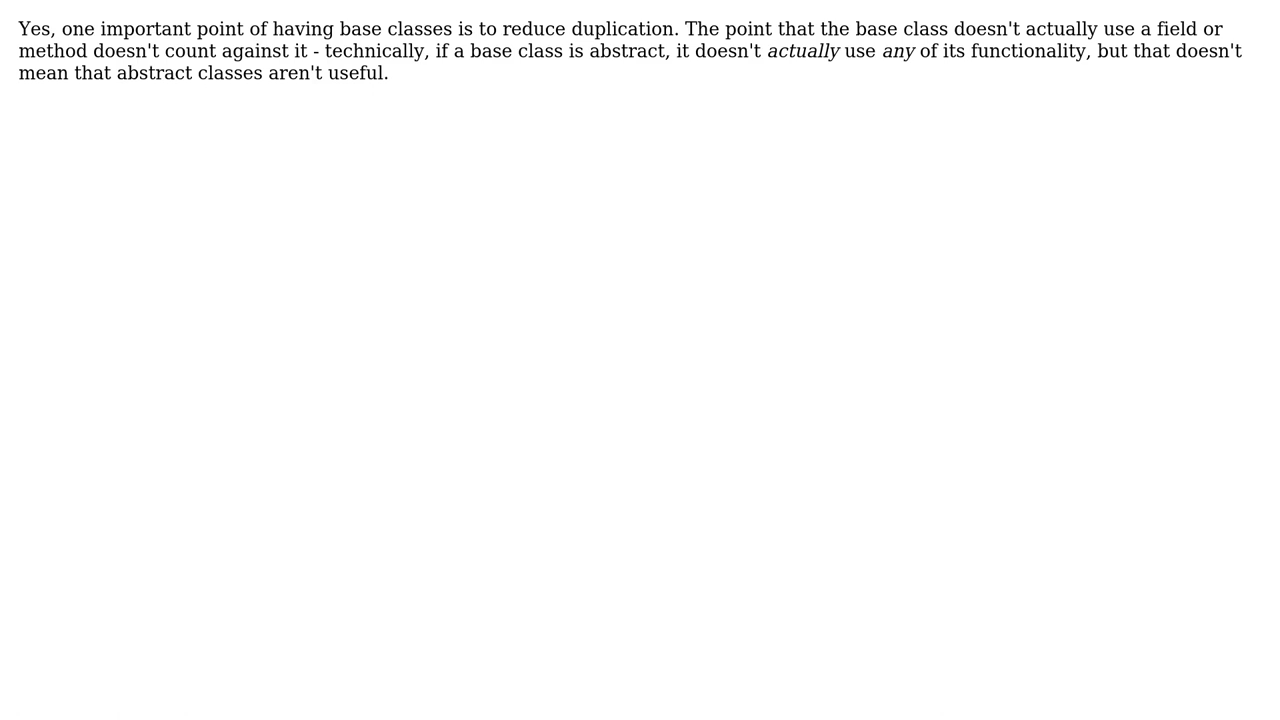 Yes, one important point of having base classes is to reduce duplication. The point that the base class doesn't actually use a field or
method doesn't count against it - technically, if a base class is abstract, it doesn't actually use any of its functionality, but that doesn't
mean that abstract classes aren't useful.